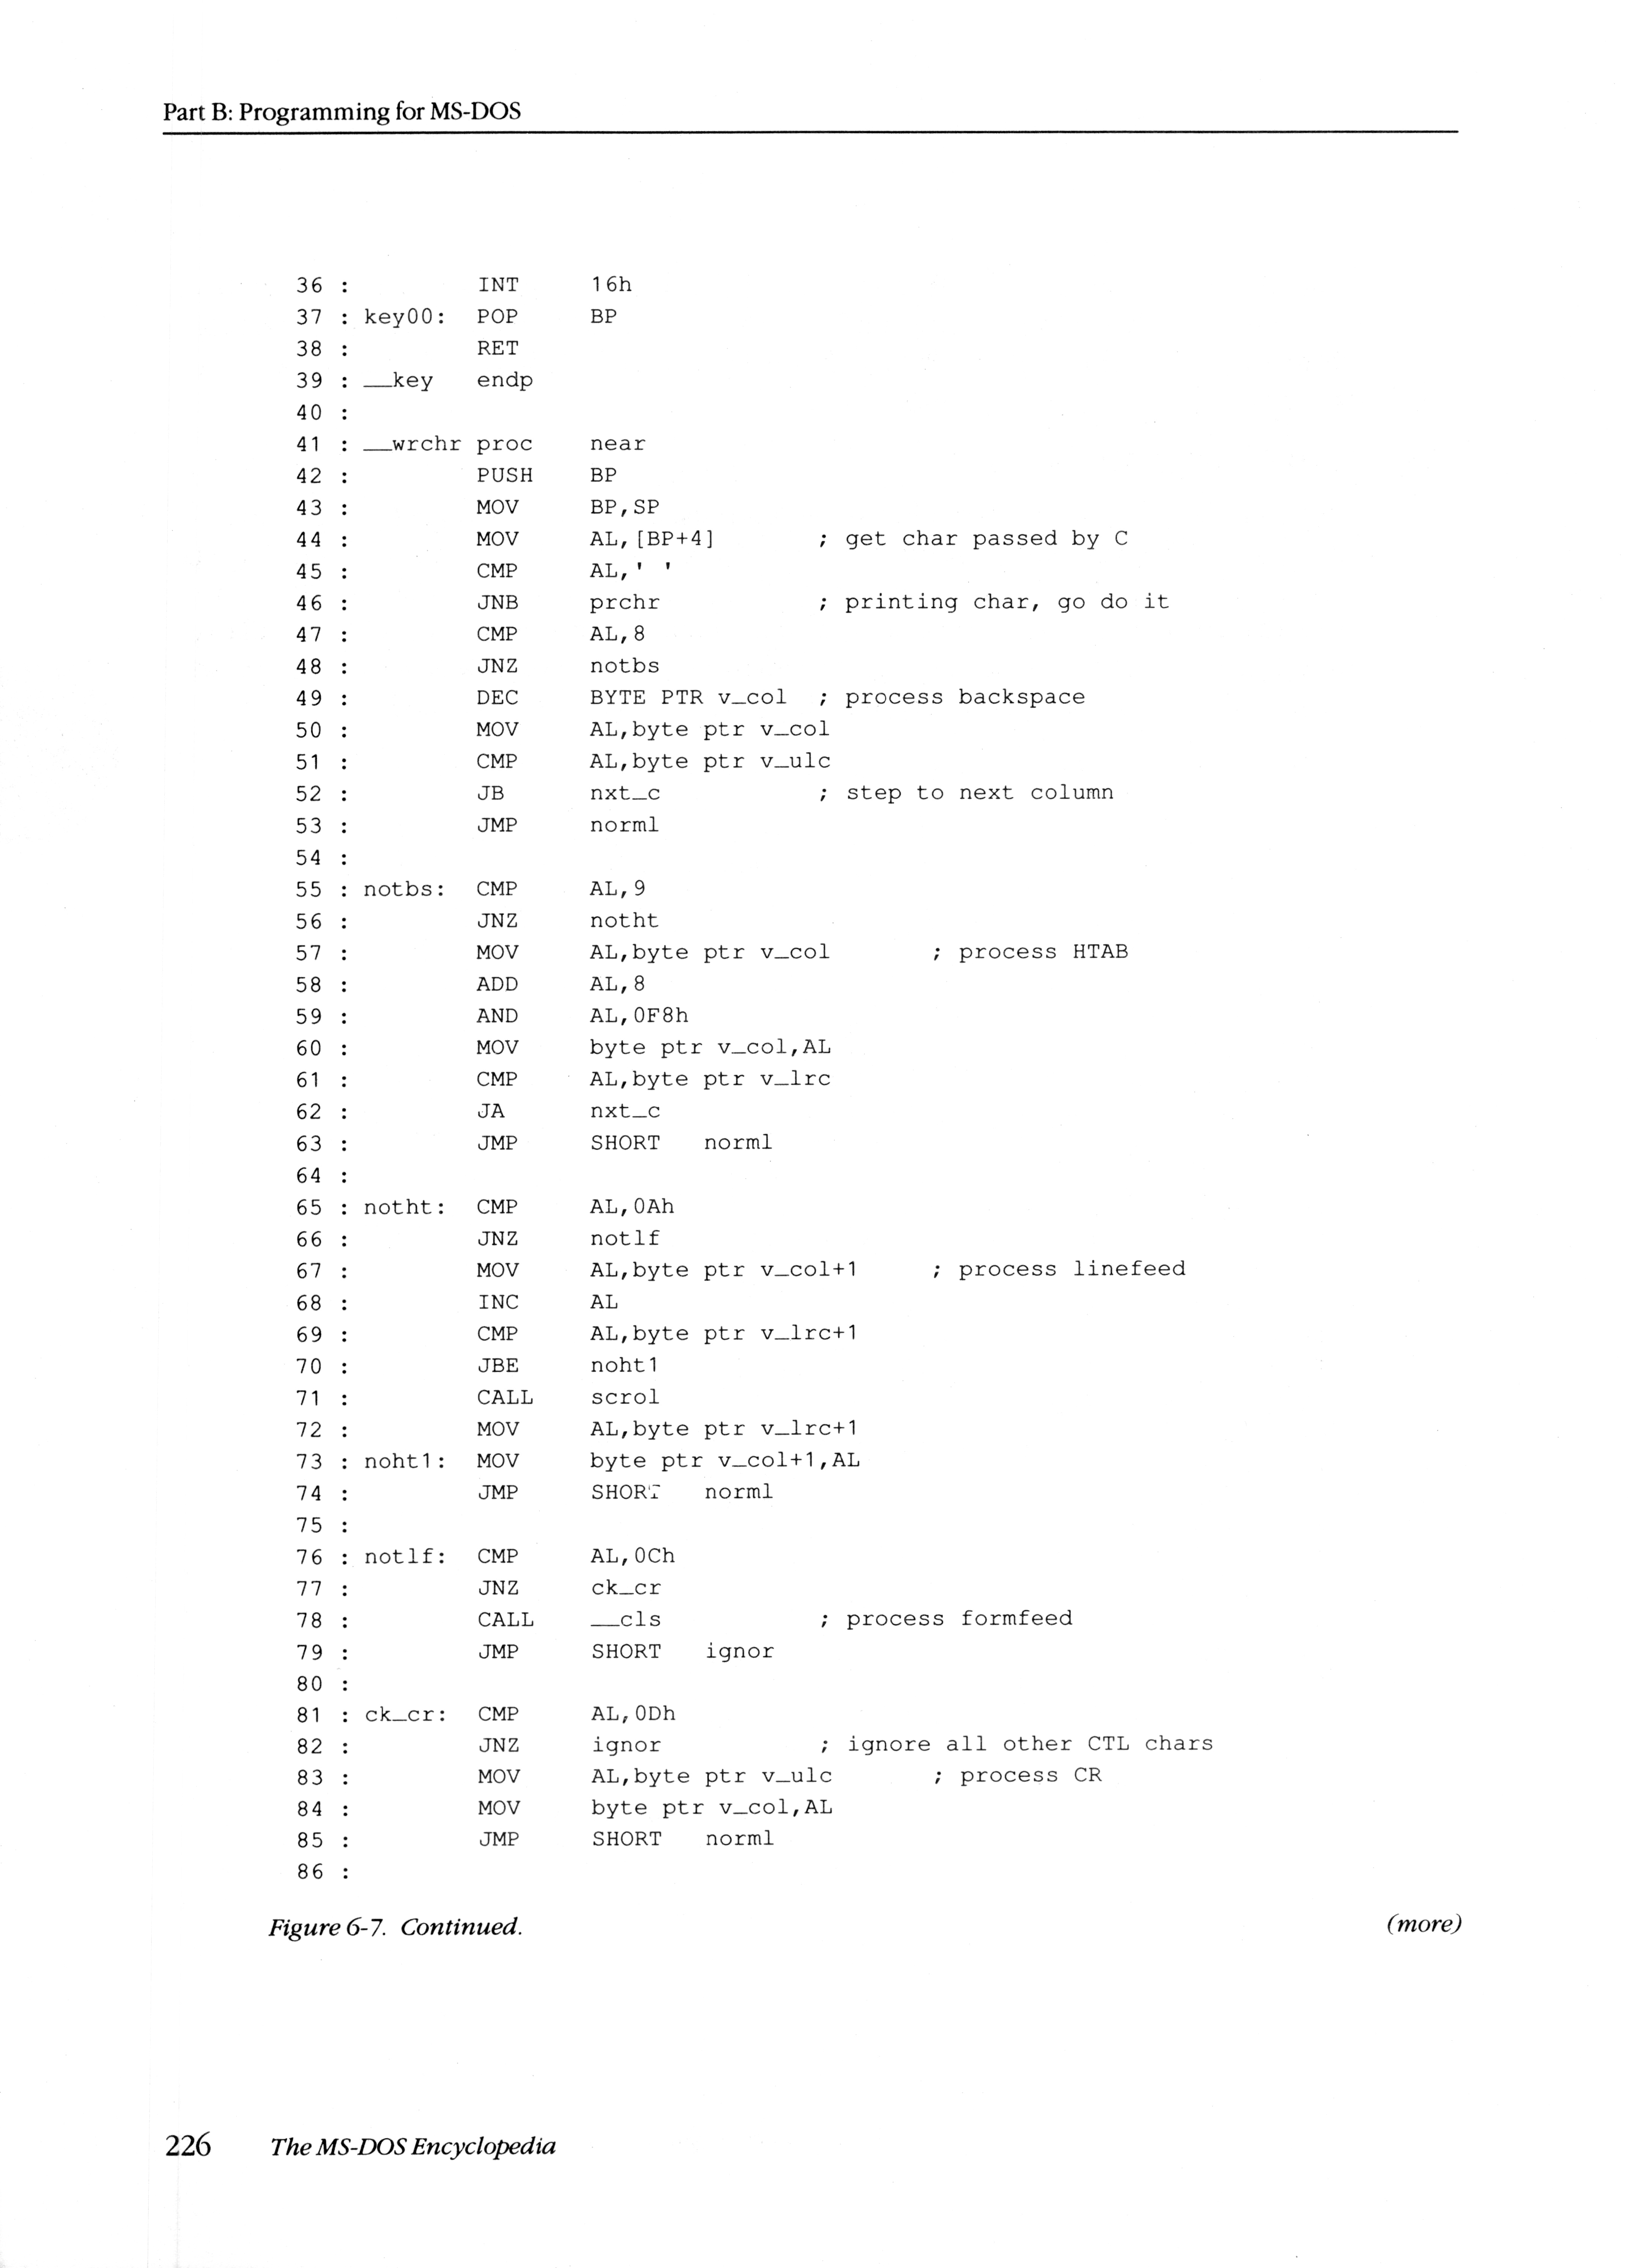 Part B: Programming for MS-DOS
36 :         INT     16h
37 : key00:  POP     BP
38 :         RET
39 : __key   endp
40 :
41 : __wrchr proc    near
42 :         PUSH    BP
43 :         MOV     BP,SP
44 :         MOV     AL,[BP+4]       ; get char passed by C
45 :         CMP     AL,' '
46 :         JNB     prchr           ; printing char, go do it
47 :         CMP     AL,8
48 :         JNZ     notbs
49 :         DEC     BYTE PTR v_col  ; process backspace
50 :         MOV     AL,byte ptr v_col
51 :         CMP     AL,byte ptr v_ulc
52 :         JB      nxt_c           ; step to next column
53 :         JMP     norml
54 :
55 : notbs:  CMP     AL,9
56 :         JNZ     notht
57 :         MOV     AL,byte ptr v_col       ; process HTAB
58 :         ADD     AL,8
59 :         AND     AL,0F8h
60 :         MOV     byte ptr v_col,AL
61 :         CMP     AL,byte ptr v_lrc
62 :         JA      nxt_c
63 :         JMP     SHORT   norml
64 :
65 : notht:  CMP     AL,0Ah
66 :         JNZ     notlf
67 :         MOV     AL,byte ptr v_col+1     ; process linefeed
68 :         INC     AL
69 :         CMP     AL,byte ptr v_lrc+1
70 :         JBE     noht1
71 :         CALL    scrol
72 :         MOV     AL,byte ptr v_lrc+1
73 : noht1:  MOV     byte ptr v_col+1,AL
74 :         JMP     SHORT   norml
75 :
76 : notlf:  CMP     AL,0Ch
77 :         JNZ     ck_cr
78 :         CALL    __cls           ; process formfeed
79 :         JMP     SHORT   ignor
80 :
81 : ck_cr:  CMP     AL,0Dh
82 :         JNZ     ignor           ; ignore all other CTL chars
83 :         MOV     AL,byte ptr v_ulc       ; process CR
84 :         MOV     byte ptr v_col,AL
85 :         JMP     SHORT   norml
86 :
Figure 6-7. Continued. (more)
226 The MS-DOS Encyclopedia